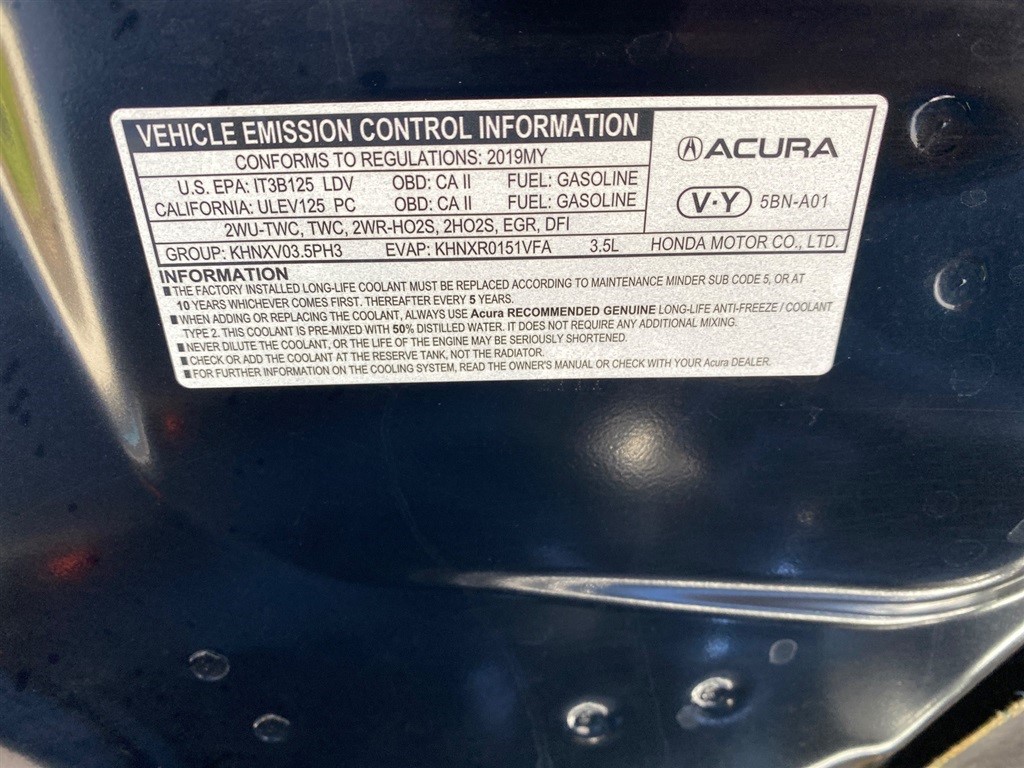 VEHICLE EMISSION CONTROL INFORMATION
CONFORMS TO REGULATIONS: 2019MY
U.S. EPA: IT3B125 LDV OBD: CA II FUEL: GASOLINE
CALIFORNIA: ULEV125 PC OBD: CA II FUEL: GASOLINE
2WU-TWC, TWC, 2WR-HO2S, 2HO2S, EGR, DFI
ACURA
V·Y 5BN-A01
GROUP: KHNXV03.5PH3 EVAP: KHNXR0151VFA 3.5L HONDA MOTOR CO., LTD.
INFORMATION
■ THE FACTORY INSTALLED LONG-LIFE COOLANT MUST BE REPLACED ACCORDING TO MAINTENANCE MINDER SUB CODE 5, OR AT
10 YEARS WHICHEVER COMES FIRST. THEREAFTER EVERY 5 YEARS.
■ WHEN ADDING OR REPLACING THE COOLANT, ALWAYS USE Acura RECOMMENDED GENUINE LONG-LIFE ANTI-FREEZE / COOLANT
TYPE 2. THIS COOLANT IS PRE-MIXED WITH 50% DISTILLED WATER. IT DOES NOT REQUIRE ANY ADDITIONAL MIXING.
■ NEVER DILUTE THE COOLANT, OR THE LIFE OF THE ENGINE MAY BE SERIOUSLY SHORTENED.
■ CHECK OR ADD THE COOLANT AT THE RESERVE TANK, NOT THE RADIATOR.
■ FOR FURTHER INFORMATION ON THE COOLING SYSTEM, READ THE OWNER'S MANUAL OR CHECK WITH YOUR Acura DEALER.